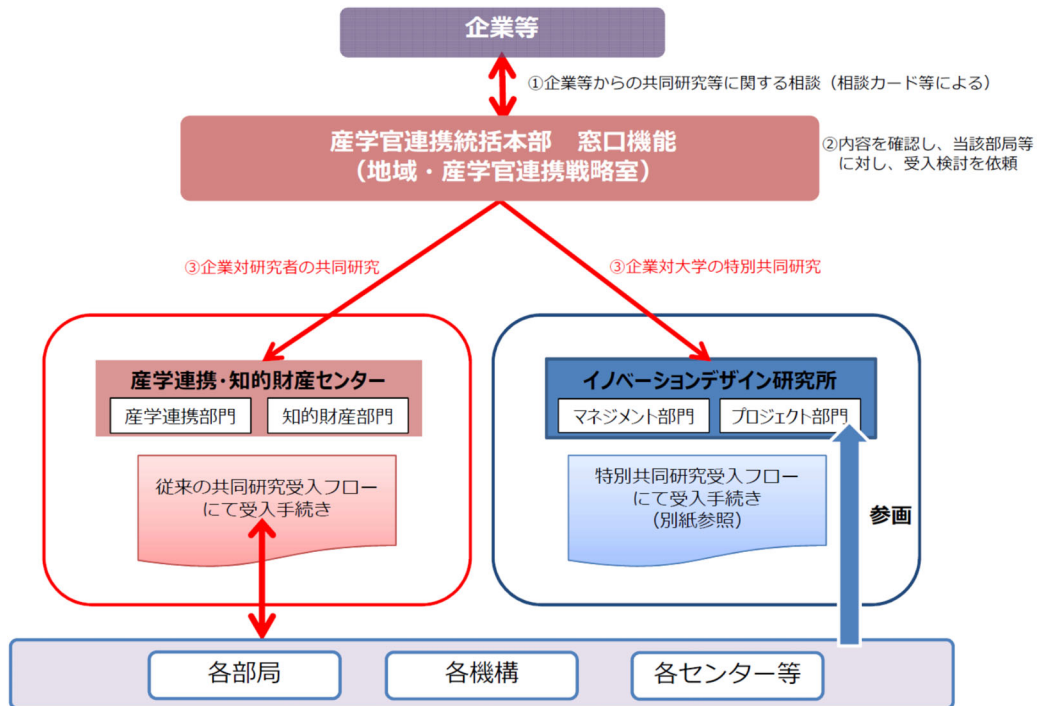 企業等
①企業等からの共同研究等に関する相談（相談カード等による）
産学官連携統括本部　窓口機能
（地域・産学官連携戦略室）
②内容を確認し、当該部局等
に対し、受入検討を依頼
③企業対研究者の共同研究
③企業対大学の特別共同研究
産学連携・知的財産センター
産学連携部門
知的財産部門
従来の共同研究受入フロー
にて受入手続き
イノベーションデザイン研究所
マネジメント部門
プロジェクト部門
特別共同研究受入フロー
にて受入手続き
（別紙参照）
参画
各部局
各機構
各センター等